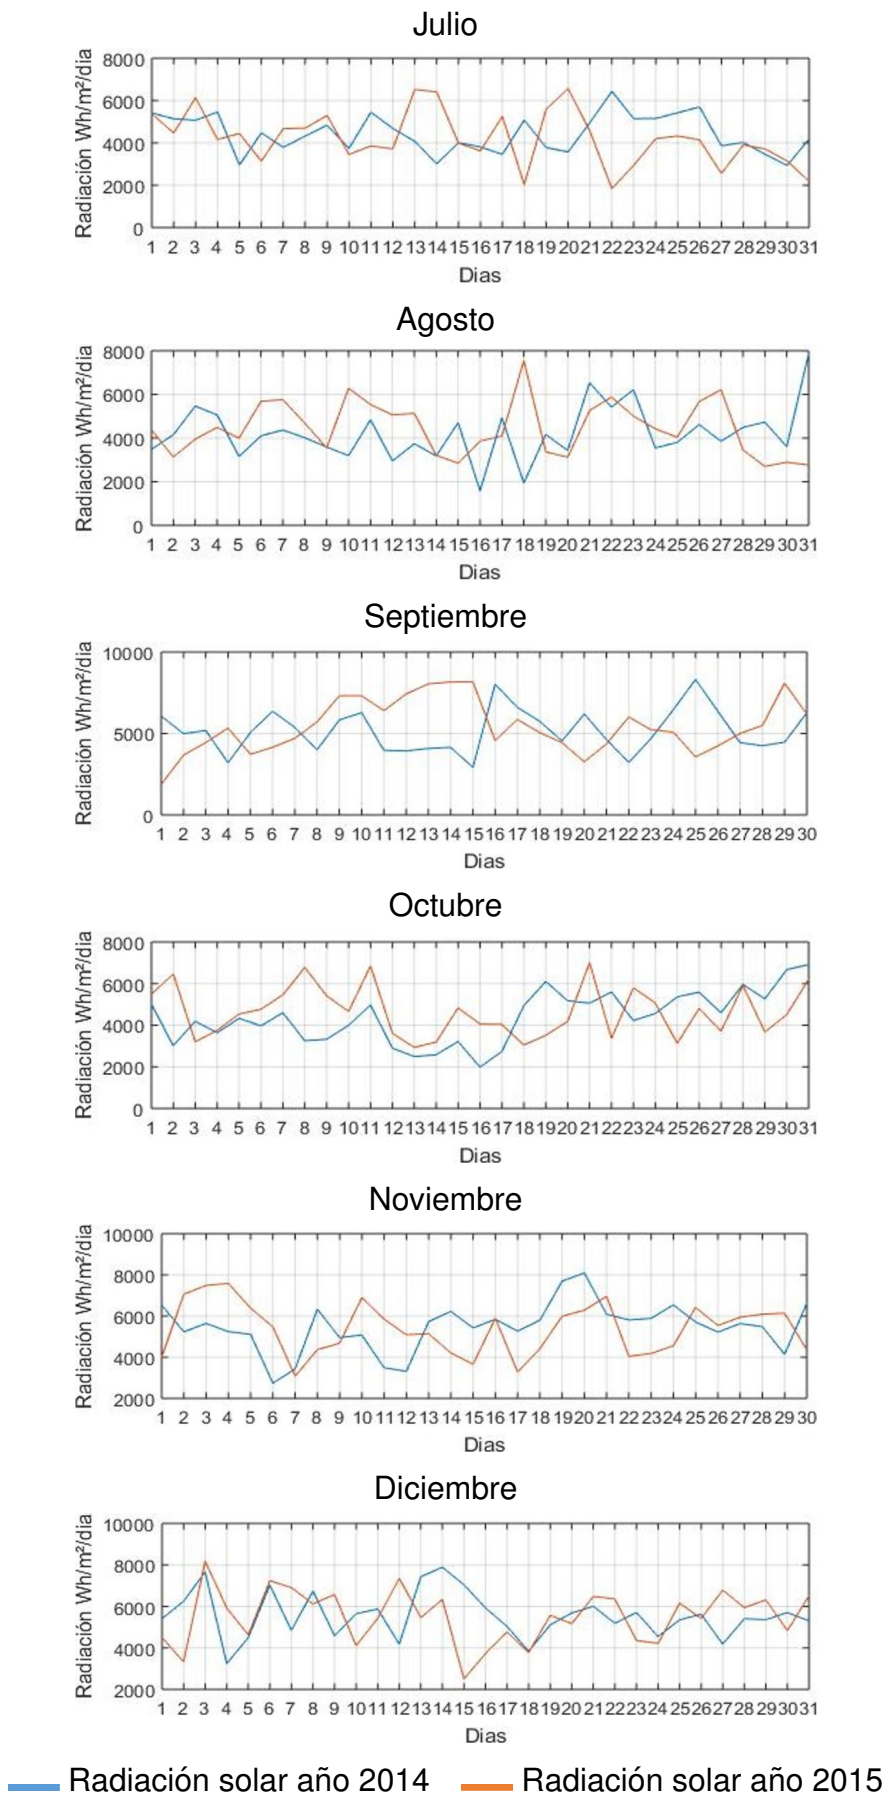 Julio
Radiación Wh/m²/dia
8000
6000
4000
2000
0
1 2 3 4 5 6 7 8 9 10 11 12 13 14 15 16 17 18 19 20 21 22 23 24 25 26 27 28 29 30 31
Dias
Agosto
Radiación Wh/m²/dia
8000
6000
4000
2000
0
1 2 3 4 5 6 7 8 9 10 11 12 13 14 15 16 17 18 19 20 21 22 23 24 25 26 27 28 29 30 31
Dias
Septiembre
Radiación Wh/m²/dia
10000
5000
0
1 2 3 4 5 6 7 8 9 10 11 12 13 14 15 16 17 18 19 20 21 22 23 24 25 26 27 28 29 30
Dias
Octubre
Radiación Wh/m²/dia
8000
6000
4000
2000
0
1 2 3 4 5 6 7 8 9 10 11 12 13 14 15 16 17 18 19 20 21 22 23 24 25 26 27 28 29 30 31
Dias
Noviembre
Radiación Wh/m²/dia
10000
8000
6000
4000
2000
1 2 3 4 5 6 7 8 9 10 11 12 13 14 15 16 17 18 19 20 21 22 23 24 25 26 27 28 29 30
Dias
Diciembre
Radiación Wh/m²/dia
10000
8000
6000
4000
2000
1 2 3 4 5 6 7 8 9 10 11 12 13 14 15 16 17 18 19 20 21 22 23 24 25 26 27 28 29 30 31
Dias
Radiación solar año 2014 Radiación solar año 2015